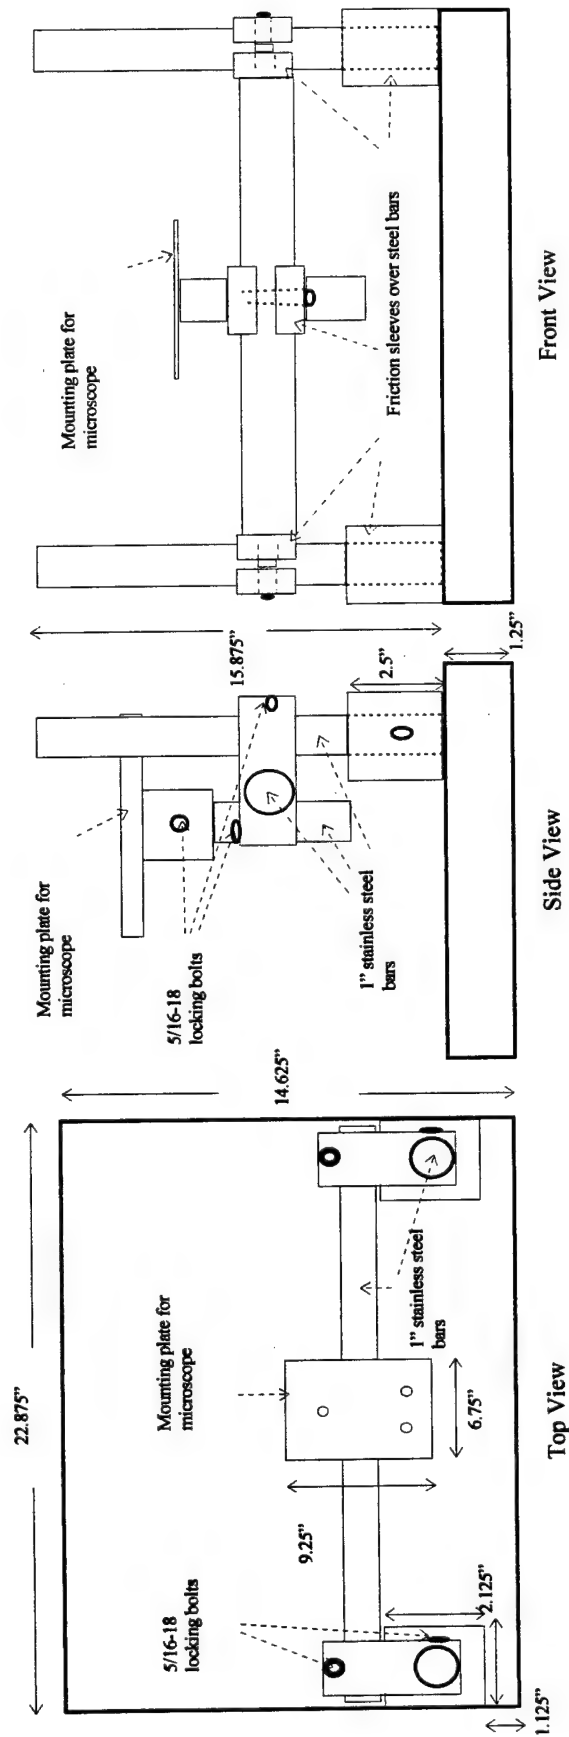 22.875”
5/16-18
locking bolts
Mounting plate for
microscope
9.25”
6.75”
1” stainless steel
bars
2.125”
1.125”
14.625”
Top View
Mounting plate for
microscope
5/16-18
locking bolts
1” stainless steel
bars
15.875”
2.5”
1.25”
Side View
Mounting plate for
microscope
Friction sleeves over steel bars
Front View